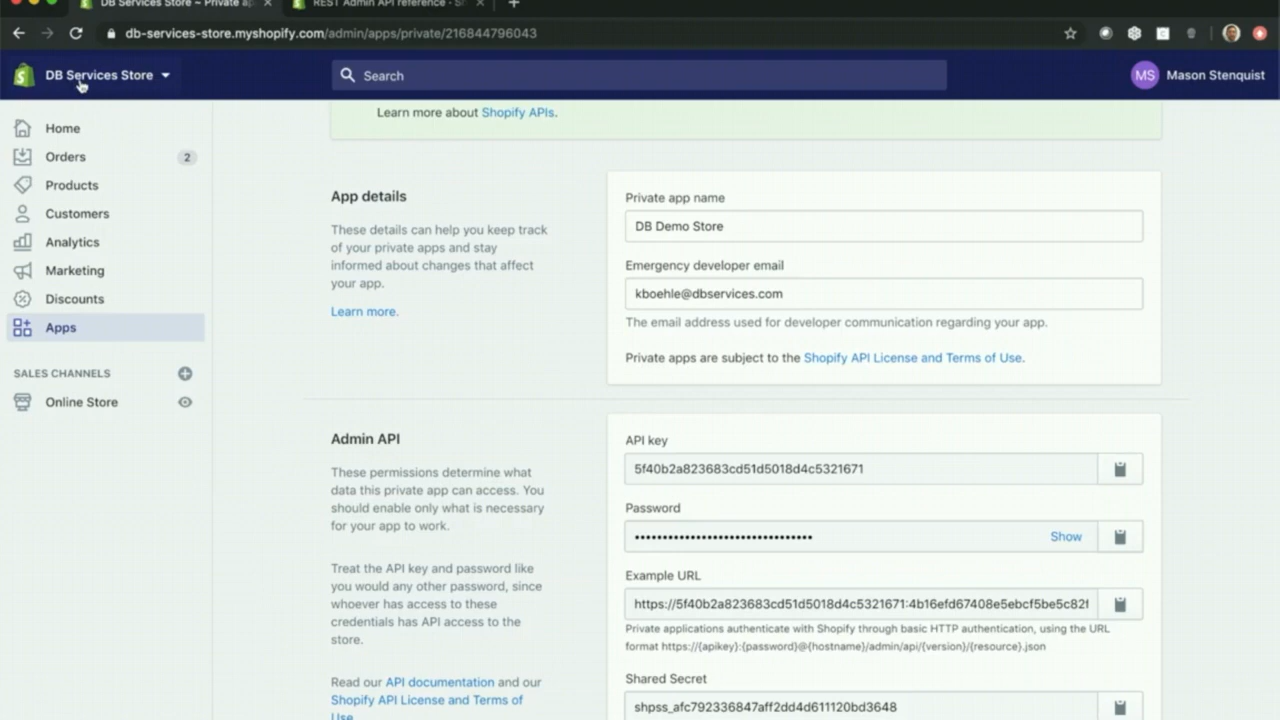 DB Services Store ~ Private ap
REST Admin API reference - S
db-services-store.myshopify.com/admin/apps/private/216844796043
DB Services Store
Search
MS
Mason Stenquist
Home
Orders
2
Products
Customers
Analytics
Marketing
Discounts
Apps
SALES CHANNELS
Online Store
Learn more about Shopify APIs.
App details
These details can help you keep track
of your private apps and stay
informed about changes that affect
your app.
Learn more.
Private app name
DB Demo Store
Emergency developer email
kboehle@dbservices.com
The email address used for developer communication regarding your app.
Private apps are subject to the Shopify API License and Terms of Use.
Admin API
These permissions determine what
data this private app can access. You
should enable only what is necessary
for your app to work.
Treat the API key and password like
you would any other password, since
whoever has access to these
credentials has API access to the
store.
Read our API documentation and our
Shopify API License and Terms of
Use.
API key
5f40b2a823683cd51d5018d4c5321671
Password
••••••••••••••••••••••••••••••••
Show
Example URL
https://5f40b2a823683cd51d5018d4c5321671:4b16efd67408e5ebcf5be5c82f
Private applications authenticate with Shopify through basic HTTP authentication, using the URL
format https://{apikey}:{password}@{hostname}/admin/api/{version}/{resource}.json
Shared Secret
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